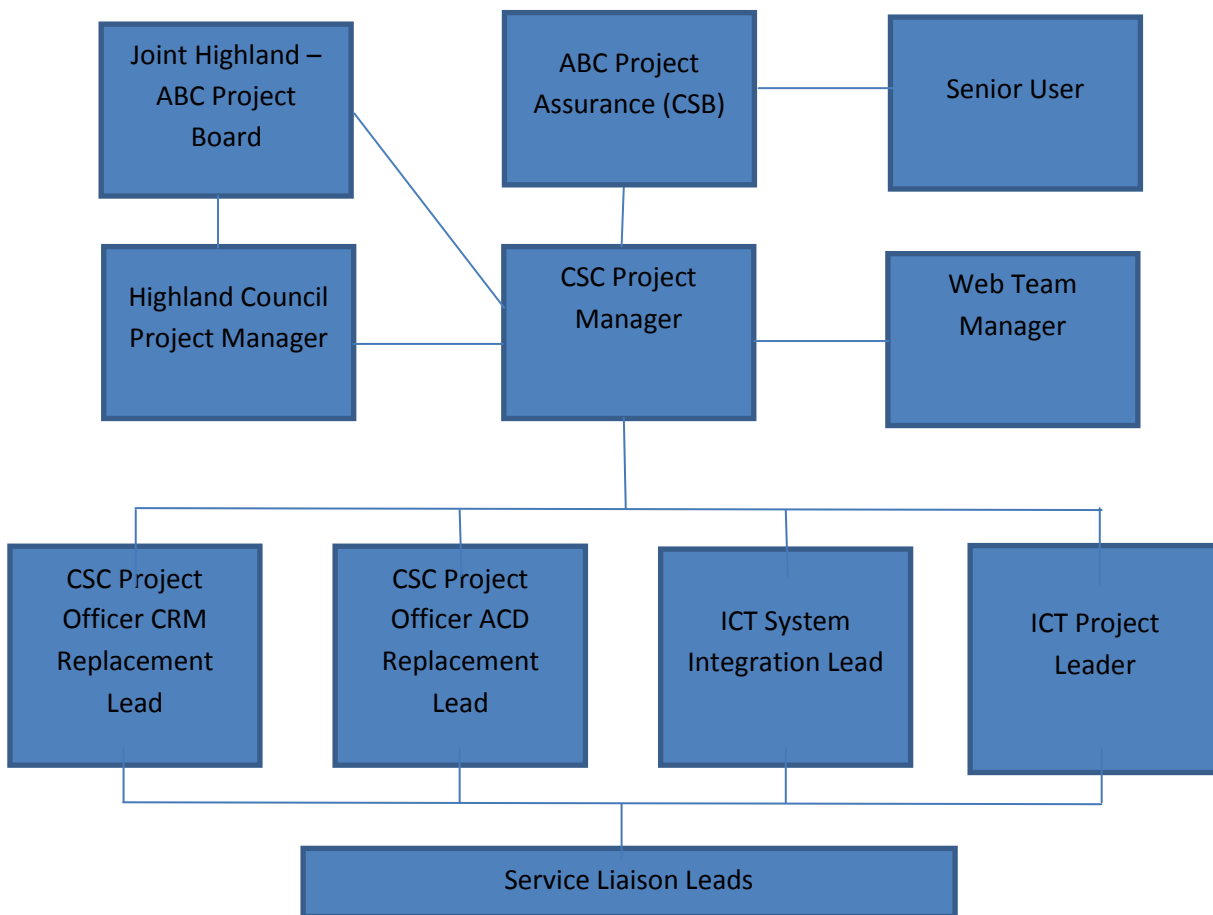 Joint Highland –
ABC Project
Board
ABC Project
Assurance (CSB)
Senior User
Highland Council
Project Manager
CSC Project
Manager
Web Team
Manager
CSC Project
Officer CRM
Replacement
Lead
CSC Project
Officer ACD
Replacement
Lead
ICT System
Integration Lead
ICT Project
Leader
Service Liaison Leads